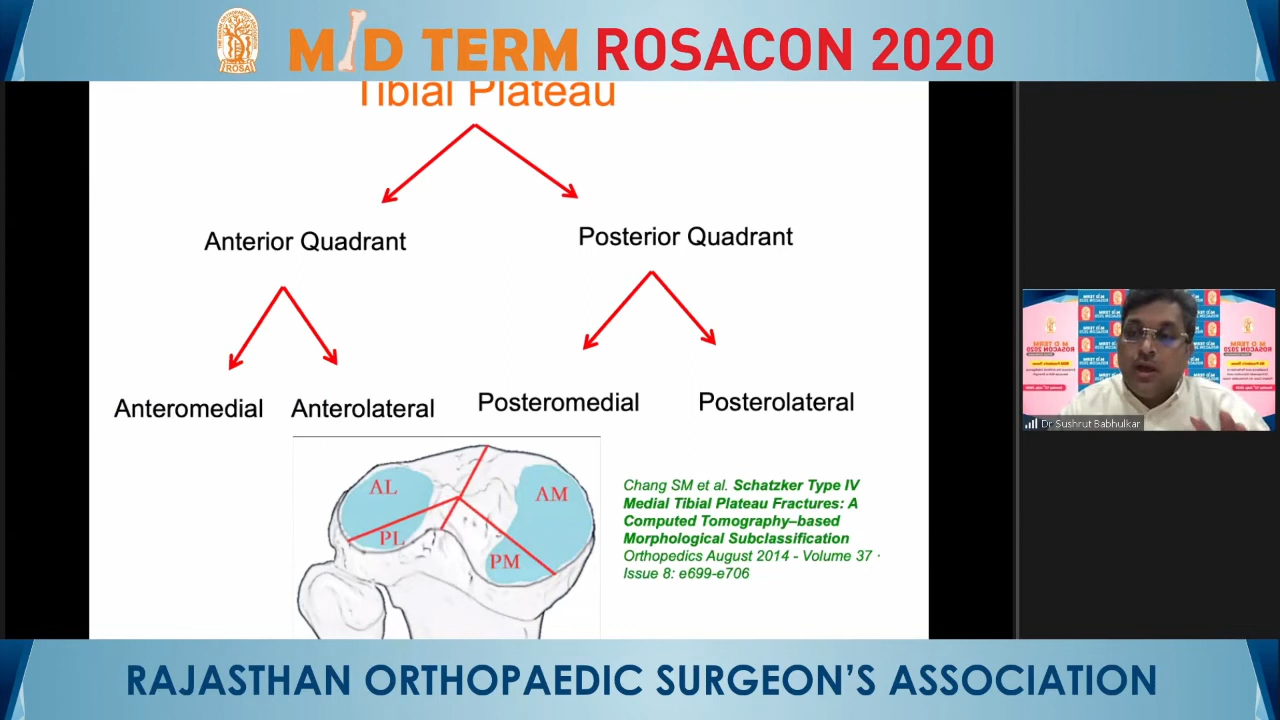 MID TERM ROSACON 2020
ROSA
Tibial Plateau
Anterior Quadrant
Posterior Quadrant
Anteromedial
Anterolateral
Posteromedial
Posterolateral
AL
AM
PL
PM
Chang SM et al. Schatzker Type IV
Medial Tibial Plateau Fractures: A
Computed Tomography–based
Morphological Subclassification
Orthopedics August 2014 - Volume 37 ·
Issue 8: e699-e706
Dr Sushrut Babhulkar
RAJASTHAN ORTHOPAEDIC SURGEON'S ASSOCIATION